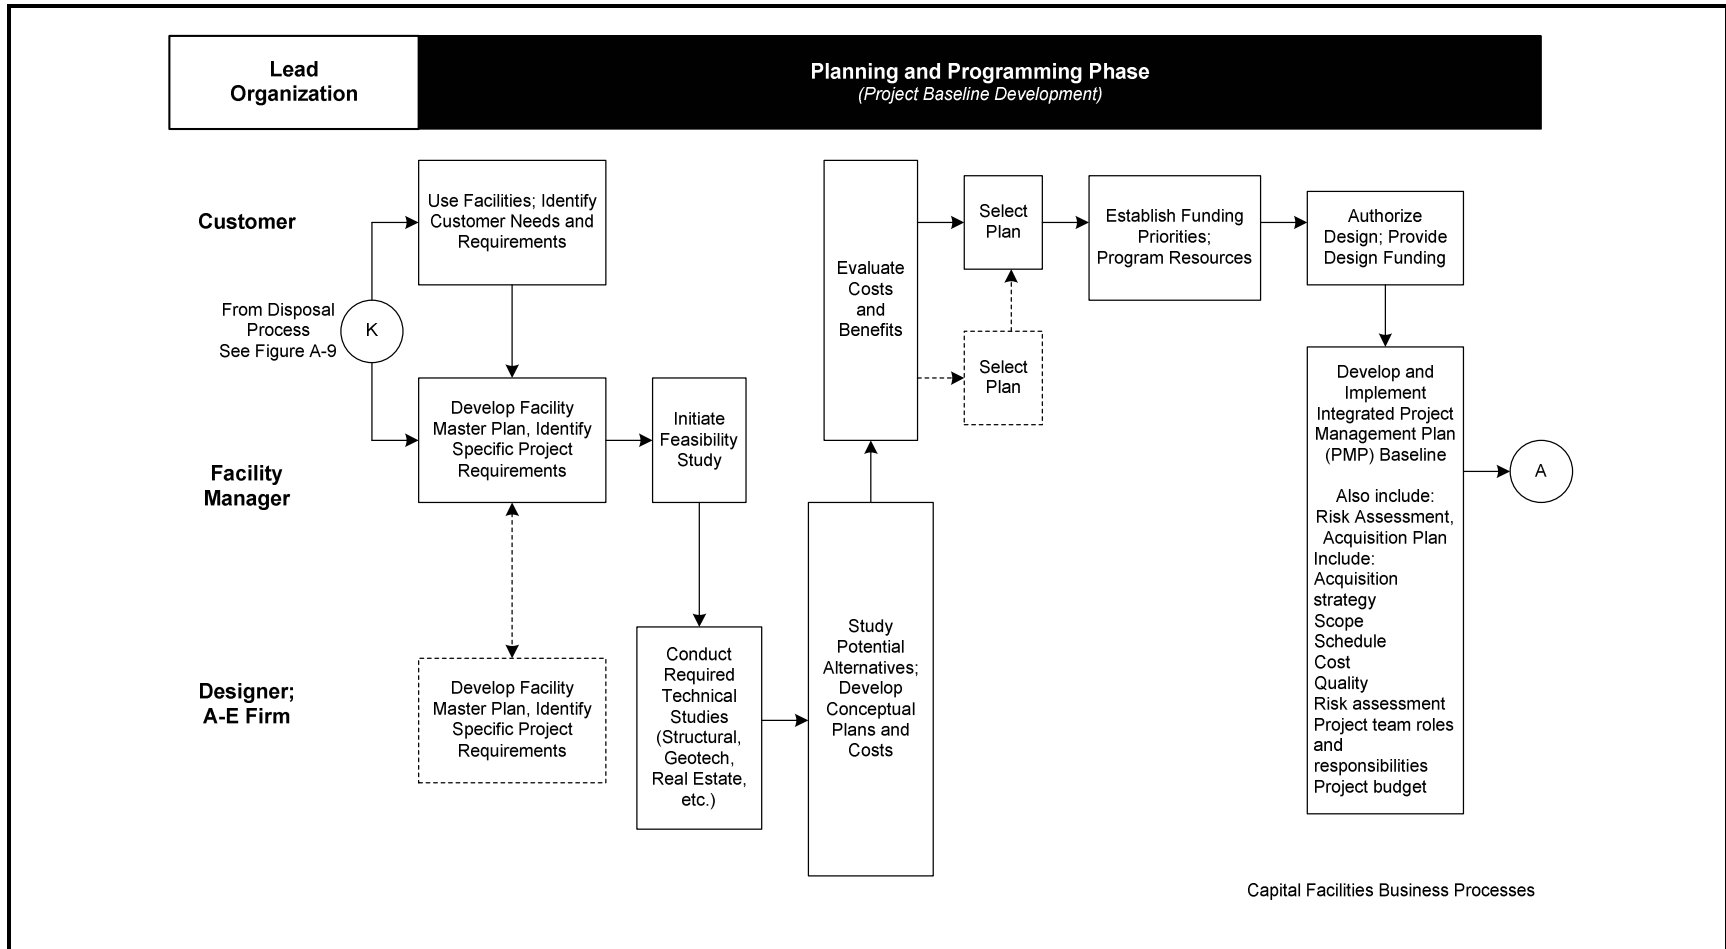 Lead
Organization
Planning and Programming Phase
(Project Baseline Development)
Customer
Use Facilities; Identify
Customer Needs and
Requirements
Evaluate
Costs
and
Benefits
Select
Plan
Establish Funding
Priorities;
Program Resources
Authorize
Design; Provide
Design Funding
From Disposal
Process
See Figure A-9
K
Select
Plan
Facility
Manager
Develop Facility
Master Plan, Identify
Specific Project
Requirements
Initiate
Feasibility
Study
Develop and
Implement
Integrated Project
Management Plan
(PMP) Baseline
Also include:
Risk Assessment,
Acquisition Plan
Include:
Acquisition
strategy
Scope
Schedule
Cost
Quality
Risk assessment
Project team roles
and
responsibilities
Project budget
A
Designer;
A-E Firm
Develop Facility
Master Plan, Identify
Specific Project
Requirements
Conduct
Required
Technical
Studies
(Structural,
Geotech,
Real Estate,
etc.)
Study
Potential
Alternatives;
Develop
Conceptual
Plans and
Costs
Capital Facilities Business Processes